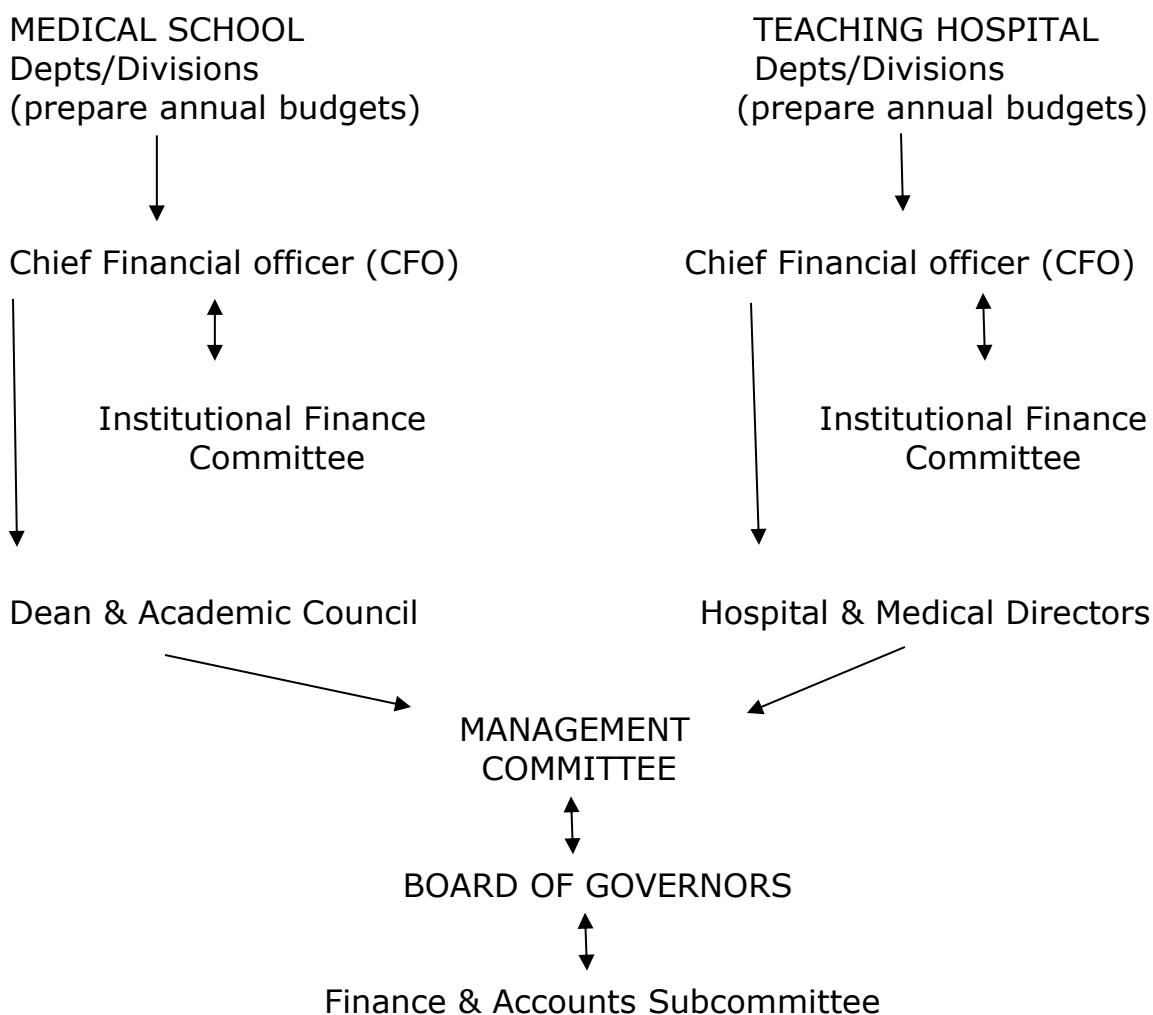 MEDICAL SCHOOL
Depts/Divisions
(prepare annual budgets)
TEACHING HOSPITAL
Depts/Divisions
(prepare annual budgets)
Chief Financial officer (CFO)
Chief Financial officer (CFO)
Institutional Finance
Committee
Institutional Finance
Committee
Dean & Academic Council
Hospital & Medical Directors
MANAGEMENT
COMMITTEE
BOARD OF GOVERNORS
Finance & Accounts Subcommittee